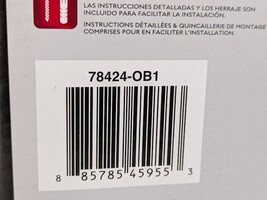 LAS INSTRUCCIONES DETALLADAS Y LOS HERRAJE SON
INCLUIDO PARA FACILITAR LA INSTALACIÓN.
INSTRUCTIONS DÉTAILLÉES & QUINCAILLERIE DE MONTAGE
COMPRISES POUR EN FACILITER L'INSTALLATION.
78424-OB1
8 85785 45955 3